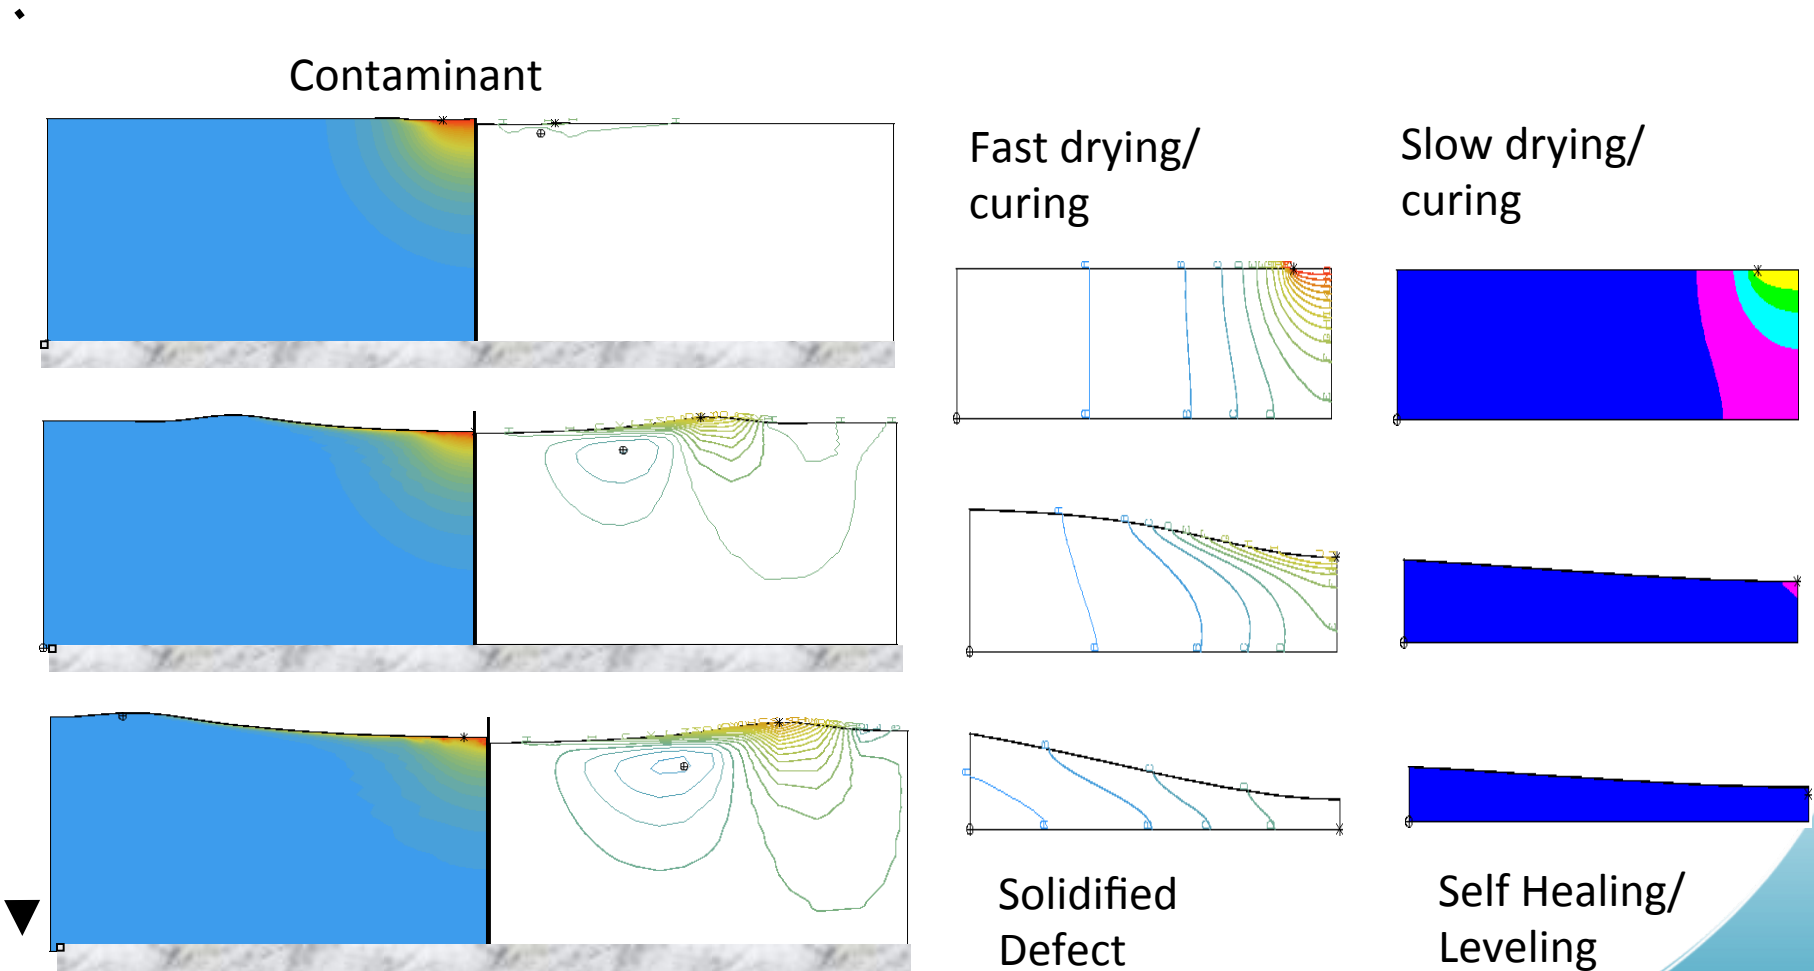 Contaminant
Fast drying/
curing
Slow drying/
curing
Solidified
Defect
Self Healing/
Leveling